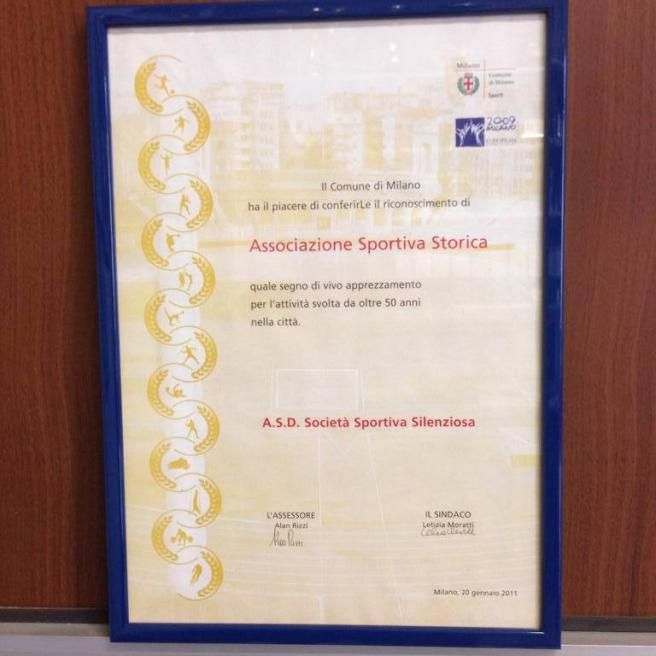 Milano
Comune
di Milano
Sport
2009
MILANO
EUROPEAN
Il Comune di Milano
ha il piacere di conferirLe il riconoscimento di
Associazione Sportiva Storica
quale segno di vivo apprezzamento
per l'attività svolta da oltre 50 anni
nella città.
A.S.D. Società Sportiva Silenziosa
L'ASSESSORE
Alan Rizzi
IL SINDACO
Letizia Moratti
Milano, 20 gennaio 2011